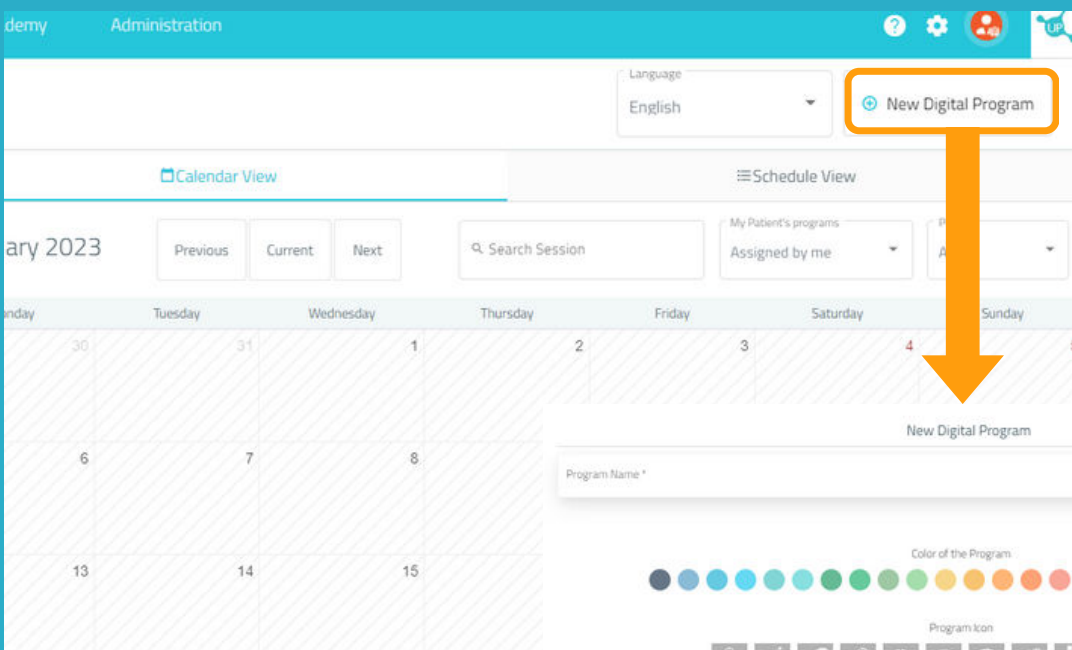 demy Administration UP
Language
English
New Digital Program
Calendar View Schedule View
ary 2023 Previous Current Next Search Session
My Patient's programs
Assigned by me
onday Tuesday Wednesday Thursday Friday Saturday Sunday
30 31 1 2 3 4
New Digital Program
6 7 8
Program Name *
Color of the Program
13 14 15
Program Icon